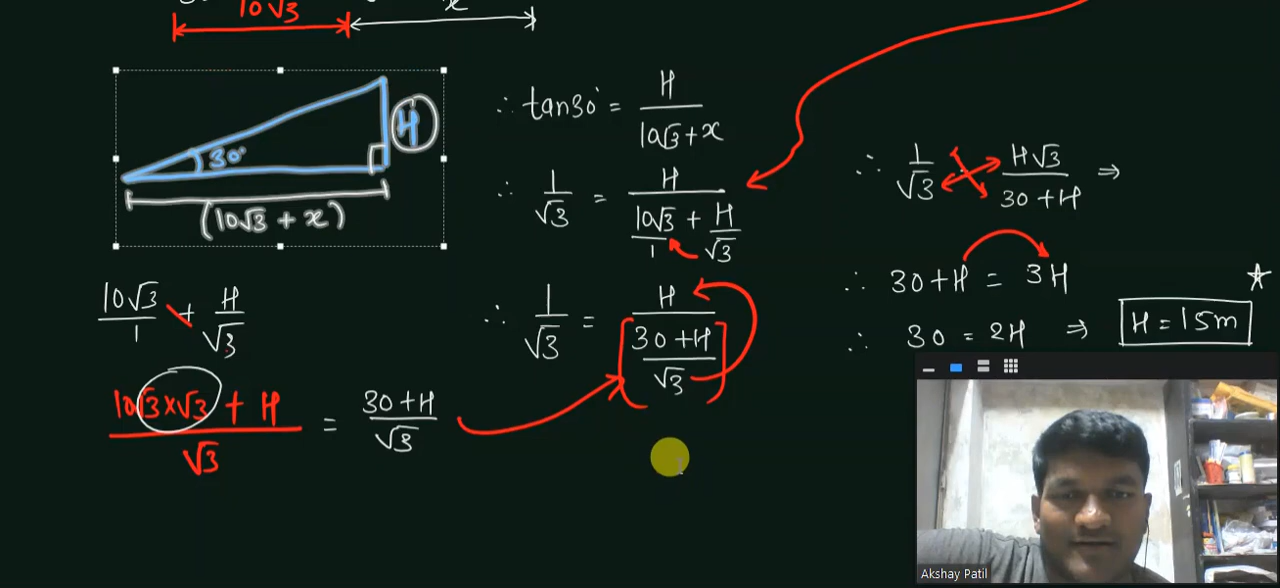 10√3
x
30°
H
(10√3 + x)
∴ tan30° = H / (10√3 + x)
∴ 1/√3 = H / (10√3/1 + H/√3)
10√3/1 + H/√3
(10√3×√3 + H)/√3 = (30+H)/√3
∴ 1/√3 = H / [(30+H)/√3]
∴ 1/√3 = H√3/(30+H) ⇒
∴ 30+H = 3H
∴ 30 = 2H ⇒ H = 15m
Akshay Patil